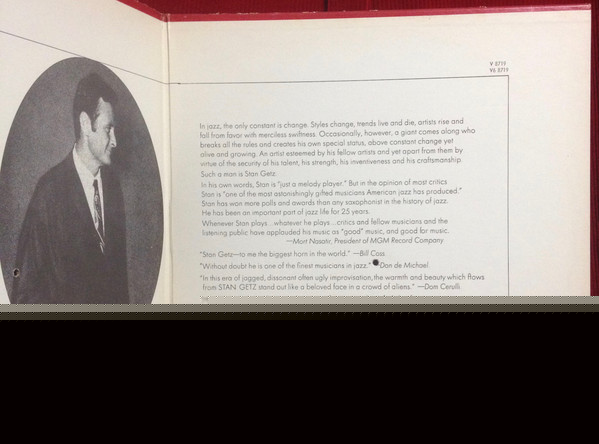 V 8719
V6 8719
In jazz, the only constant is change. Styles change, trends live and die, artists rise and
fall from favor with merciless swiftness. Occasionally, however, a giant comes along who
breaks all the rules and creates his own special status, above constant change yet
alive and growing. An artist esteemed by his fellow artists and yet apart from them by
virtue of the security of his talent, his strength, his inventiveness and his craftsmanship.
Such a man is Stan Getz.
In his own words, Stan is "just a melody player." But in the opinion of most critics
Stan is "one of the most astonishingly gifted musicians American jazz has produced."
Stan has won more polls and awards than any saxophonist in the history of jazz.
He has been an important part of jazz life for 25 years.
Whenever Stan plays...whatever he plays...critics and fellow musicians and the
listening public have applauded his music as "good" music, and good for music.
—Mort Nasatir, President of MGM Record Company
"Stan Getz—to me the biggest horn in the world." —Bill Coss
"Without doubt he is one of the finest musicians in jazz." Don de Michael
"In this era of jagged, dissonant often ugly improvisation, the warmth and beauty which flows
from STAN GETZ stand out like a beloved face in a crowd of aliens." —Dom Cerulli